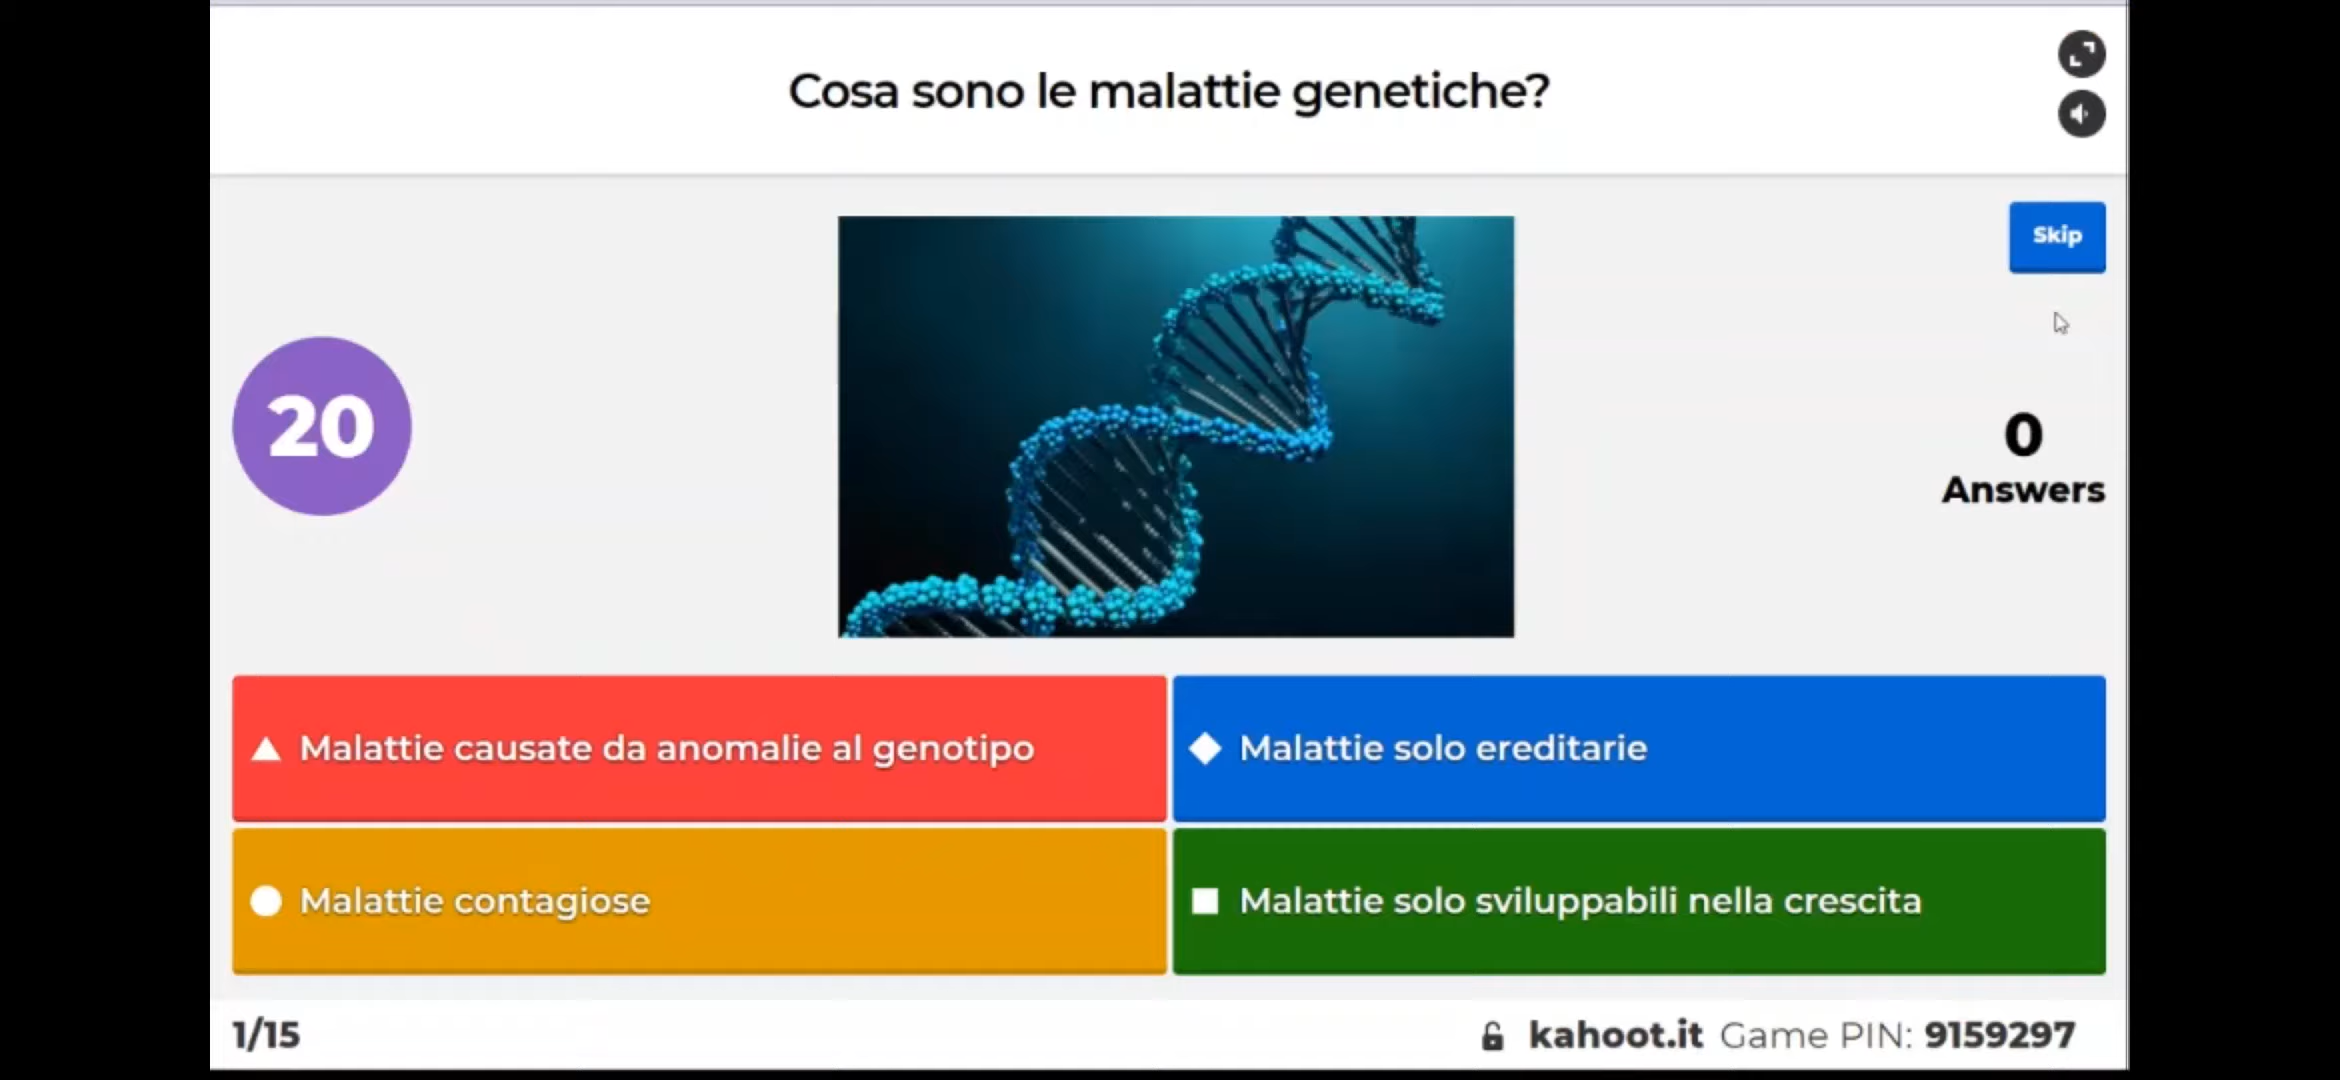 Cosa sono le malattie genetiche?
Skip
20
0
Answers
Malattie causate da anomalie al genotipo
Malattie solo ereditarie
Malattie contagiose
Malattie solo sviluppabili nella crescita
1/15
kahoot.it Game PIN: 9159297